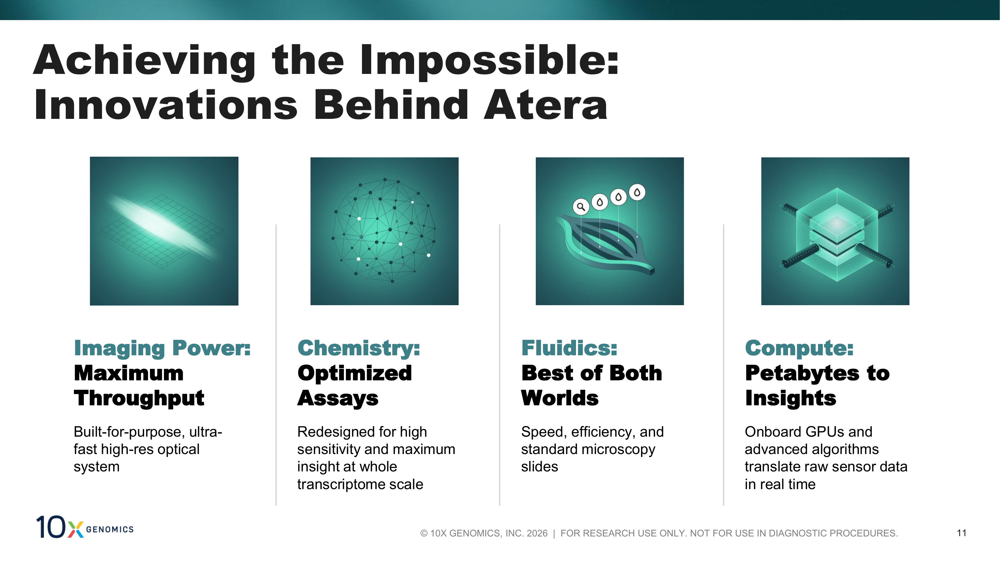 Achieving the Impossible:
Innovations Behind Atera
Imaging Power:
Maximum
Throughput
Built-for-purpose, ultra-
fast high-res optical
system
Chemistry:
Optimized
Assays
Redesigned for high
sensitivity and maximum
insight at whole
transcriptome scale
Fluidics:
Best of Both
Worlds
Speed, efficiency, and
standard microscopy
slides
Compute:
Petabytes to
Insights
Onboard GPUs and
advanced algorithms
translate raw sensor data
in real time
10X GENOMICS
© 10X GENOMICS, INC. 2026 | FOR RESEARCH USE ONLY. NOT FOR USE IN DIAGNOSTIC PROCEDURES.
11